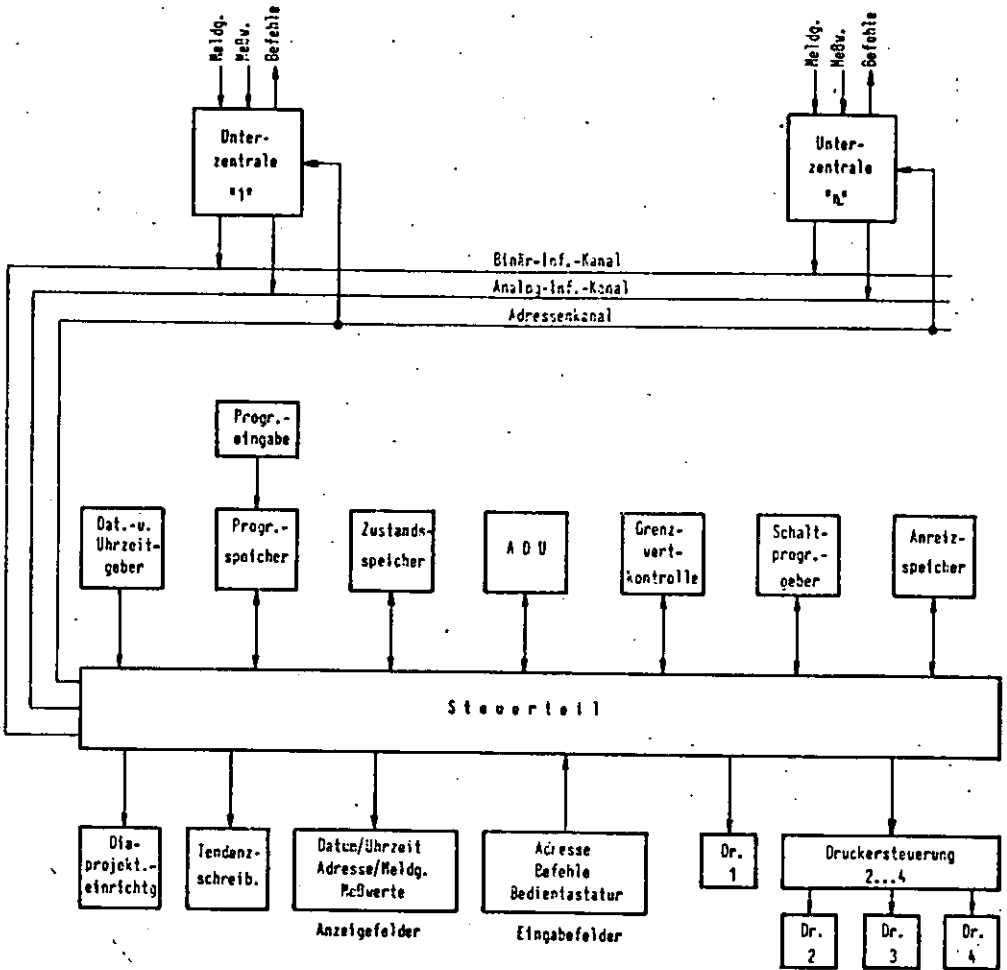 Meldg.
Meßw.
Befehle
Meldg.
Meßw.
Befehle
Unter-
zentrale
"1"
Unter-
zentrale
"n"
Binär-Inf.-Kanal
Analog-Inf.-Kanal
Adressenkanal
Progr.-
eingabe
Dat.-u.
Uhrzeit-
geber
Progr.-
speicher
Zustands-
speicher
A D U
Grenz-
wert-
kontrolle
Schalt-
progr.-
geber
Anreiz-
speicher
Steuerteil
Dia-
projekt.-
einrichtg
Tendenz-
schreib.
Datum/Uhrzeit
Adresse/Meldg.
Meßwerte
Anzeigefelder
Adresse
Befehle
Bedientastatur
Eingabefelder
Dr.
1
Druckersteuerung
2...4
Dr.
2
Dr.
3
Dr.
4